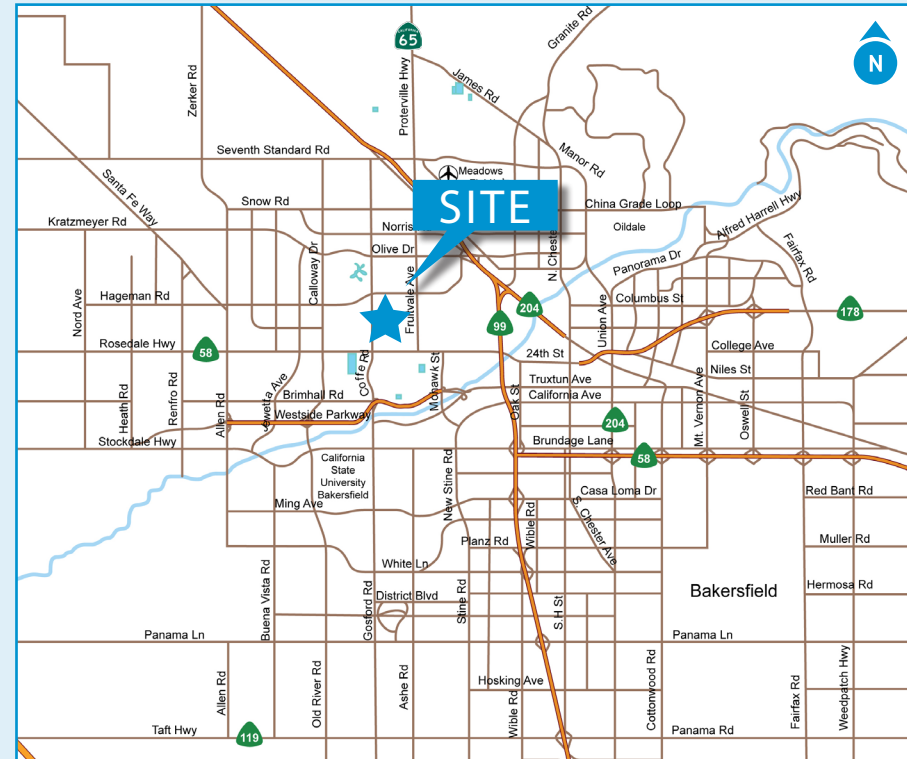 CALIFORNIA
65
N
Granite Rd
Zerker Rd
Proterville Hwy
James Rd
Manor Rd
Seventh Standard Rd
Meadows
Santa Fe Way
SITE
Snow Rd
China Grade Loop
Alfred Harrell Hwy
Kratzmeyer Rd
Norris
Oildale
Olive Dr
Calloway Dr
Fruitvale Ave
N. Cheste
Panorama Dr
Fairfax Rd
Nord Ave
Hageman Rd
Union Ave
Columbus St
204
178
99
Rosedale Hwy
58
24th St
College Ave
Niles St
Coffe Rd
Mohawk St
Truxtun Ave
Heath Rd
Renfro Rd
Allen Rd
Jewetta Ave
Brimhall Rd
California Ave
Oak St
Mt. Vernon Ave
Oswell St
Westside Parkway
204
Stockdale Hwy
Brundage Lane
58
California
State
University
Bakersfield
New Stine Rd
Casa Loma Dr
Red Bant Rd
Ming Ave
Wible Rd
S. Chester Ave
Planz Rd
Muller Rd
White Ln
Bakersfield
Hermosa Rd
Buena Vista Rd
Gosford Rd
District Blvd
Stine Rd
S.H St
Panama Ln
Panama Ln
Allen Rd
Old River Rd
Ashe Rd
Hosking Ave
Wible Rd
Cottonwood Rd
Fairfax Rd
Weedpatch Hwy
Taft Hwy
119
Panama Rd